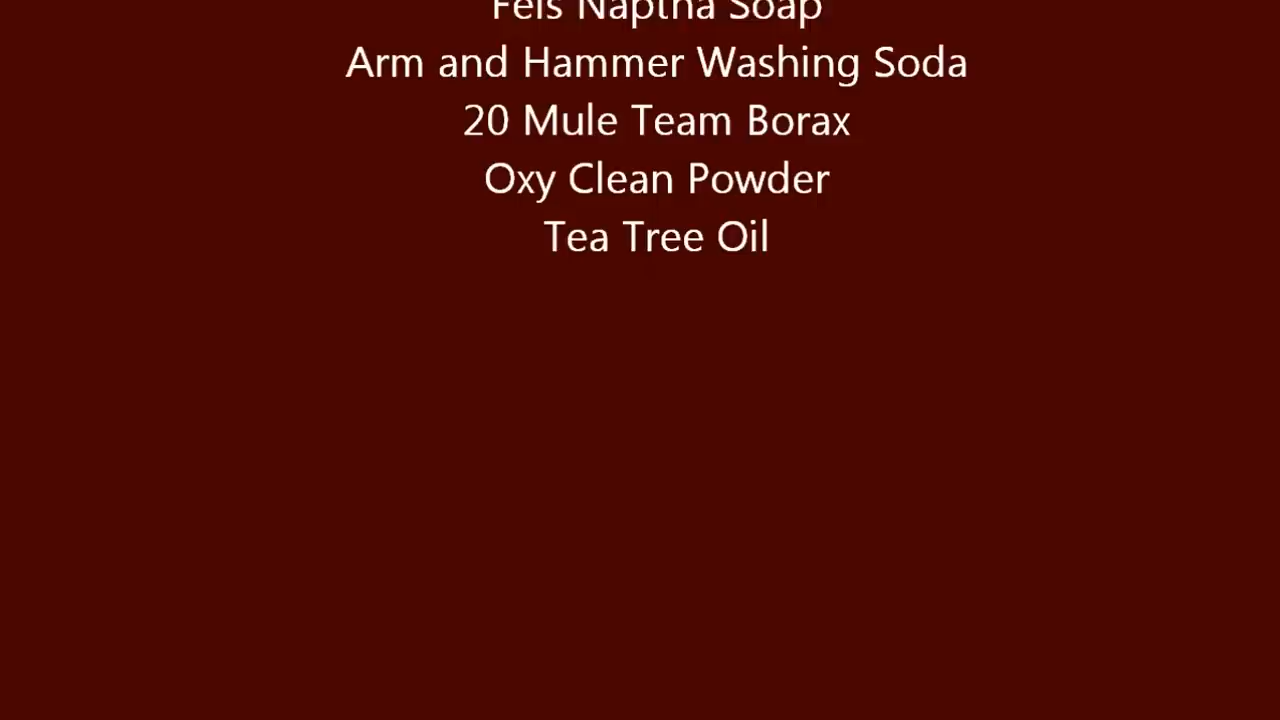 Fels Naptha Soap
Arm and Hammer Washing Soda
20 Mule Team Borax
Oxy Clean Powder
Tea Tree Oil